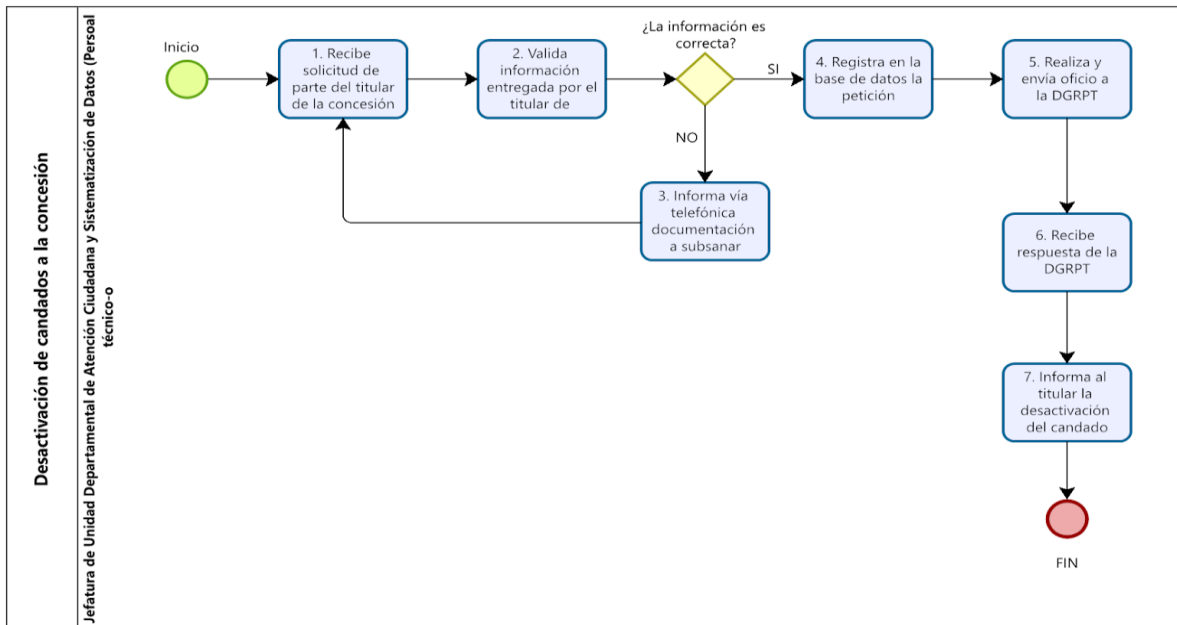 Desactivación de candados a la concesión
Jefatura de Unidad Departamental de Atención Ciudadana y Sistematización de Datos (Persoal
técnico-o
Inicio
1. Recibe
solicitud de
parte del titular
de la concesión
2. Valida
información
entregada por el
titular de
¿La información es
correcta?
SI
NO
3. Informa vía
telefónica
documentación
a subsanar
4. Registra en la
base de datos la
petición
5. Realiza y
envía oficio a
la DGRPT
6. Recibe
respuesta de la
DGRPT
7. Informa al
titular la
desactivación
del candado
FIN